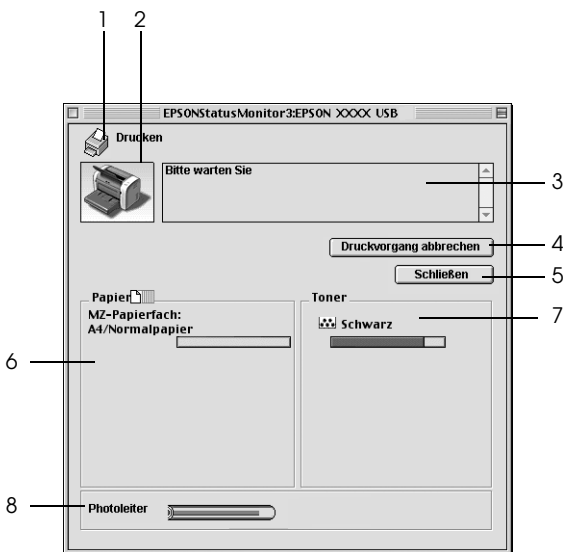 1 2
EPSONStatusMonitor3:EPSON XXXX USB
Drucken
Bitte warten Sie
3
Druckvorgang abbrechen
4
Schließen
5
Papier
Toner
MZ-Papierfach:
A4/Normalpapier
Schwarz
7
6
8
Photoleiter